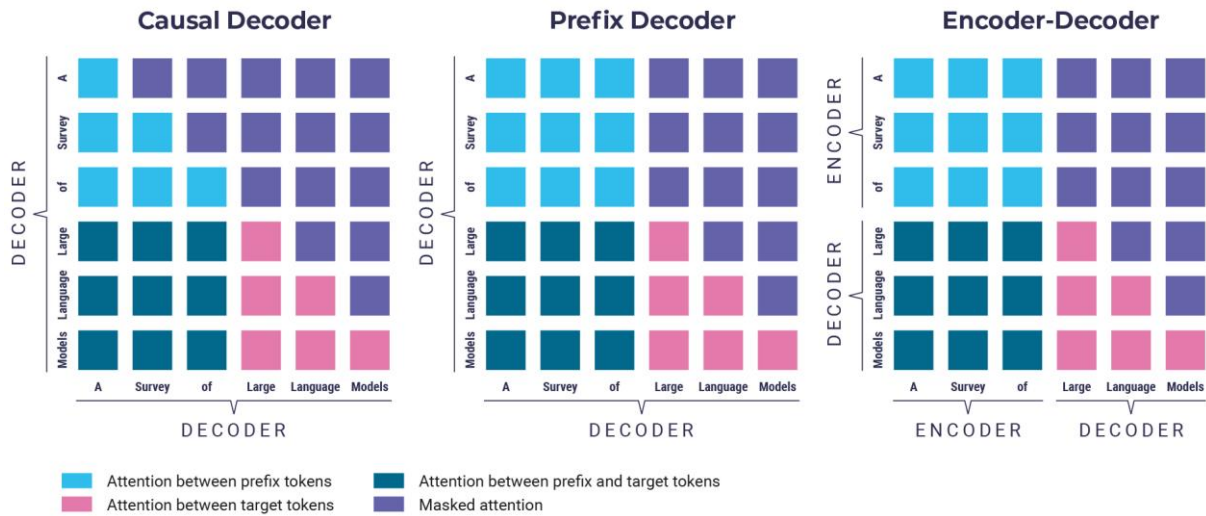 Causal Decoder
Prefix Decoder
Encoder-Decoder
DECODER
A
Survey
of
Large
Language
Models
A Survey of Large Language Models
DECODER
DECODER
A
Survey
of
Large
Language
Models
A Survey of Large Language Models
DECODER
ENCODER
DECODER
A
Survey
of
Large
Language
Models
A Survey of Large Language Models
ENCODER DECODER
Attention between prefix tokens
Attention between prefix and target tokens
Attention between target tokens
Masked attention